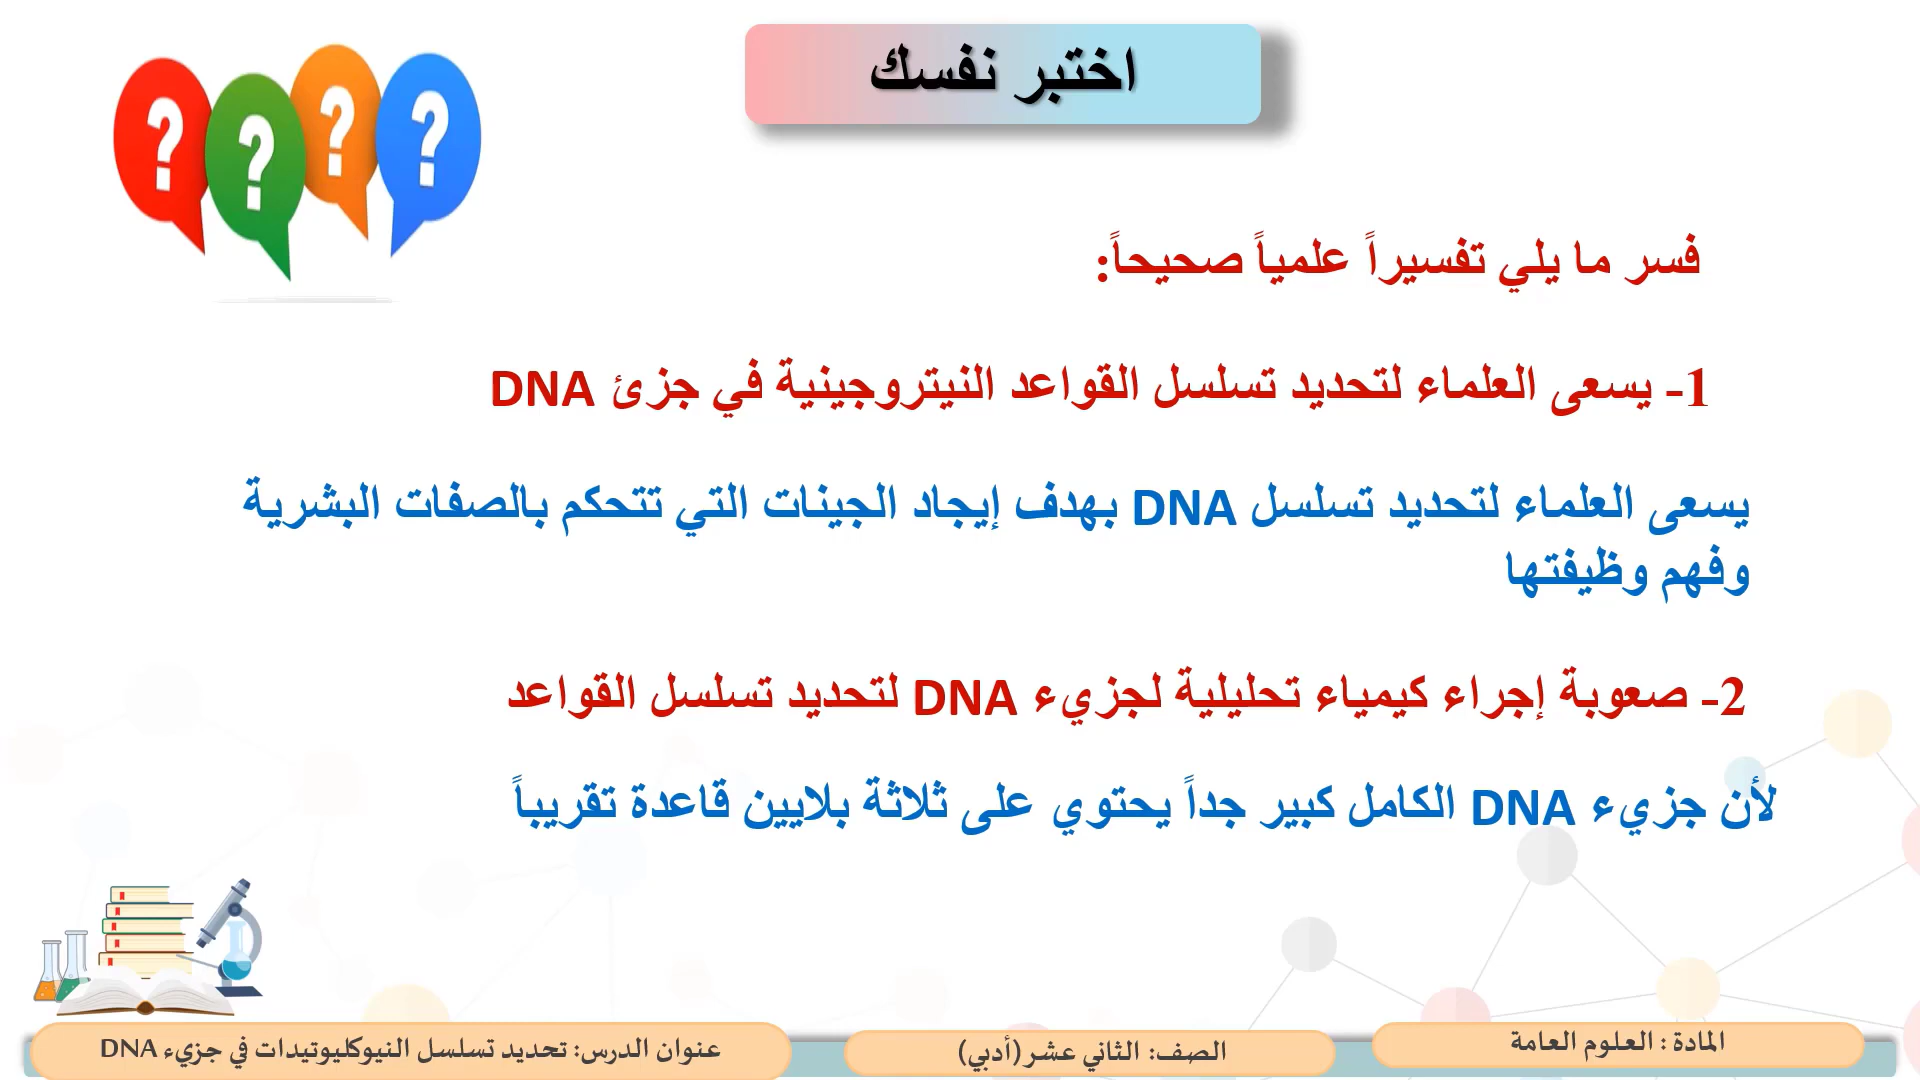 اختبر نفسك
? ? ? ?
فسر ما يلي تفسيراً علمياً صحيحاً:
1- يسعى العلماء لتحديد تسلسل القواعد النيتروجينية في جزئ DNA
يسعى العلماء لتحديد تسلسل DNA بهدف إيجاد الجينات التي تتحكم بالصفات البشرية
وفهم وظيفتها
2- صعوبة إجراء كيمياء تحليلية لجزيء DNA لتحديد تسلسل القواعد
لأن جزيء DNA الكامل كبير جداً يحتوي على ثلاثة بلايين قاعدة تقريباً
المادة : العلوم العامة
الصف: الثاني عشر (أدبي)
عنوان الدرس: تحديد تسلسل النيوكليوتيدات في جزيء DNA